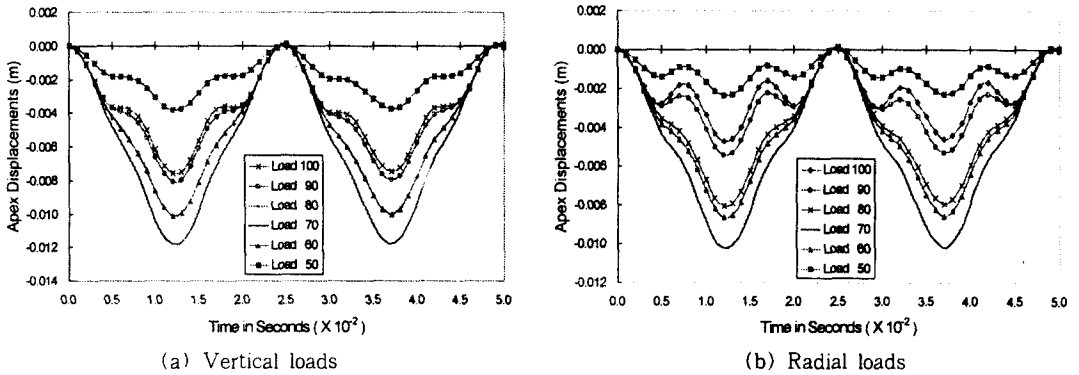 0.002
0.000
-0.002
-0.004
-0.006
-0.008
-0.010
-0.012
-0.014
Apex Displacements (m)
Load 100
Load 90
Load 80
Load 70
Load 60
Load 50
0.0 0.5 1.0 1.5 2.0 2.5 3.0 3.5 4.0 4.5 5.0
Time in Seconds ( X 10⁻²)
(a) Vertical loads
0.002
0.000
-0.002
-0.004
-0.006
-0.008
-0.010
-0.012
Apex Displacements (m)
Load 100
Load 90
Load 80
Load 70
Load 60
Load 50
0.0 0.5 1.0 1.5 2.0 2.5 3.0 3.5 4.0 4.5 5.0
Time in Seconds ( X 10⁻²)
(b) Radial loads